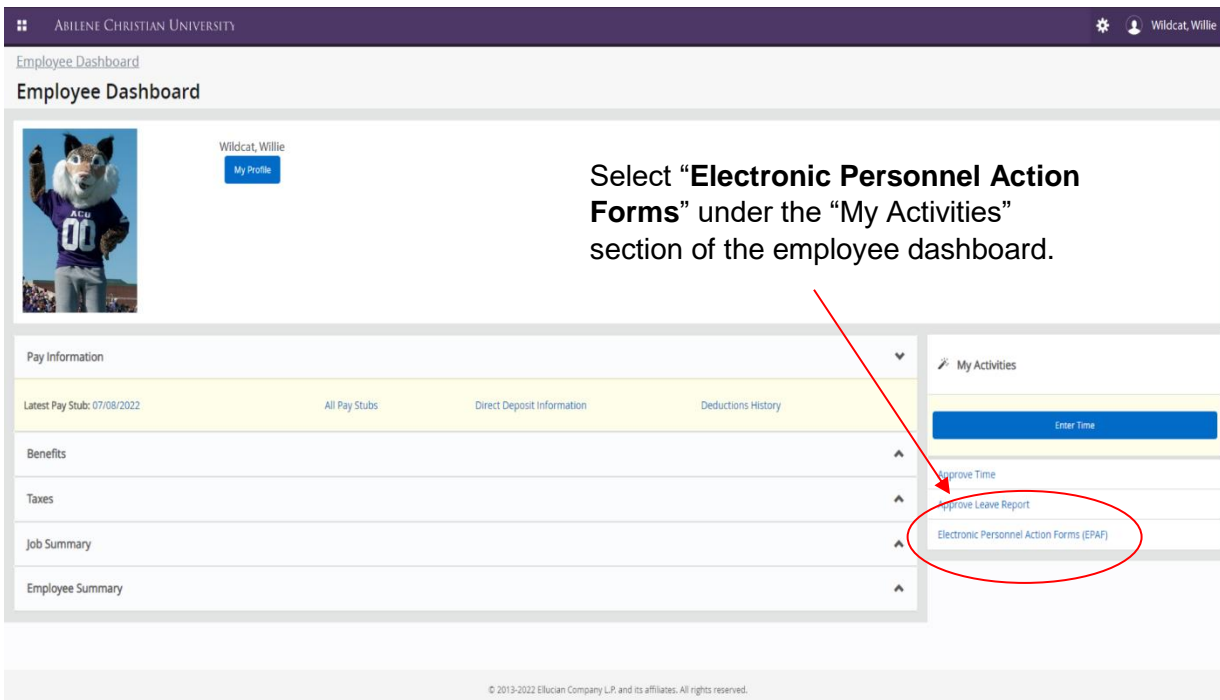 ABILENE CHRISTIAN UNIVERSITY
Wildcat, Willie
Employee Dashboard
Employee Dashboard
Wildcat, Willie
My Profile
ACU
00
Select “Electronic Personnel Action
Forms” under the “My Activities”
section of the employee dashboard.
Pay Information
Latest Pay Stub: 07/08/2022 All Pay Stubs Direct Deposit Information Deductions History
Benefits
Taxes
Job Summary
Employee Summary
My Activities
Enter Time
Approve Time
Approve Leave Report
Electronic Personnel Action Forms (EPAF)
© 2013-2022 Ellucian Company L.P. and its affiliates. All rights reserved.